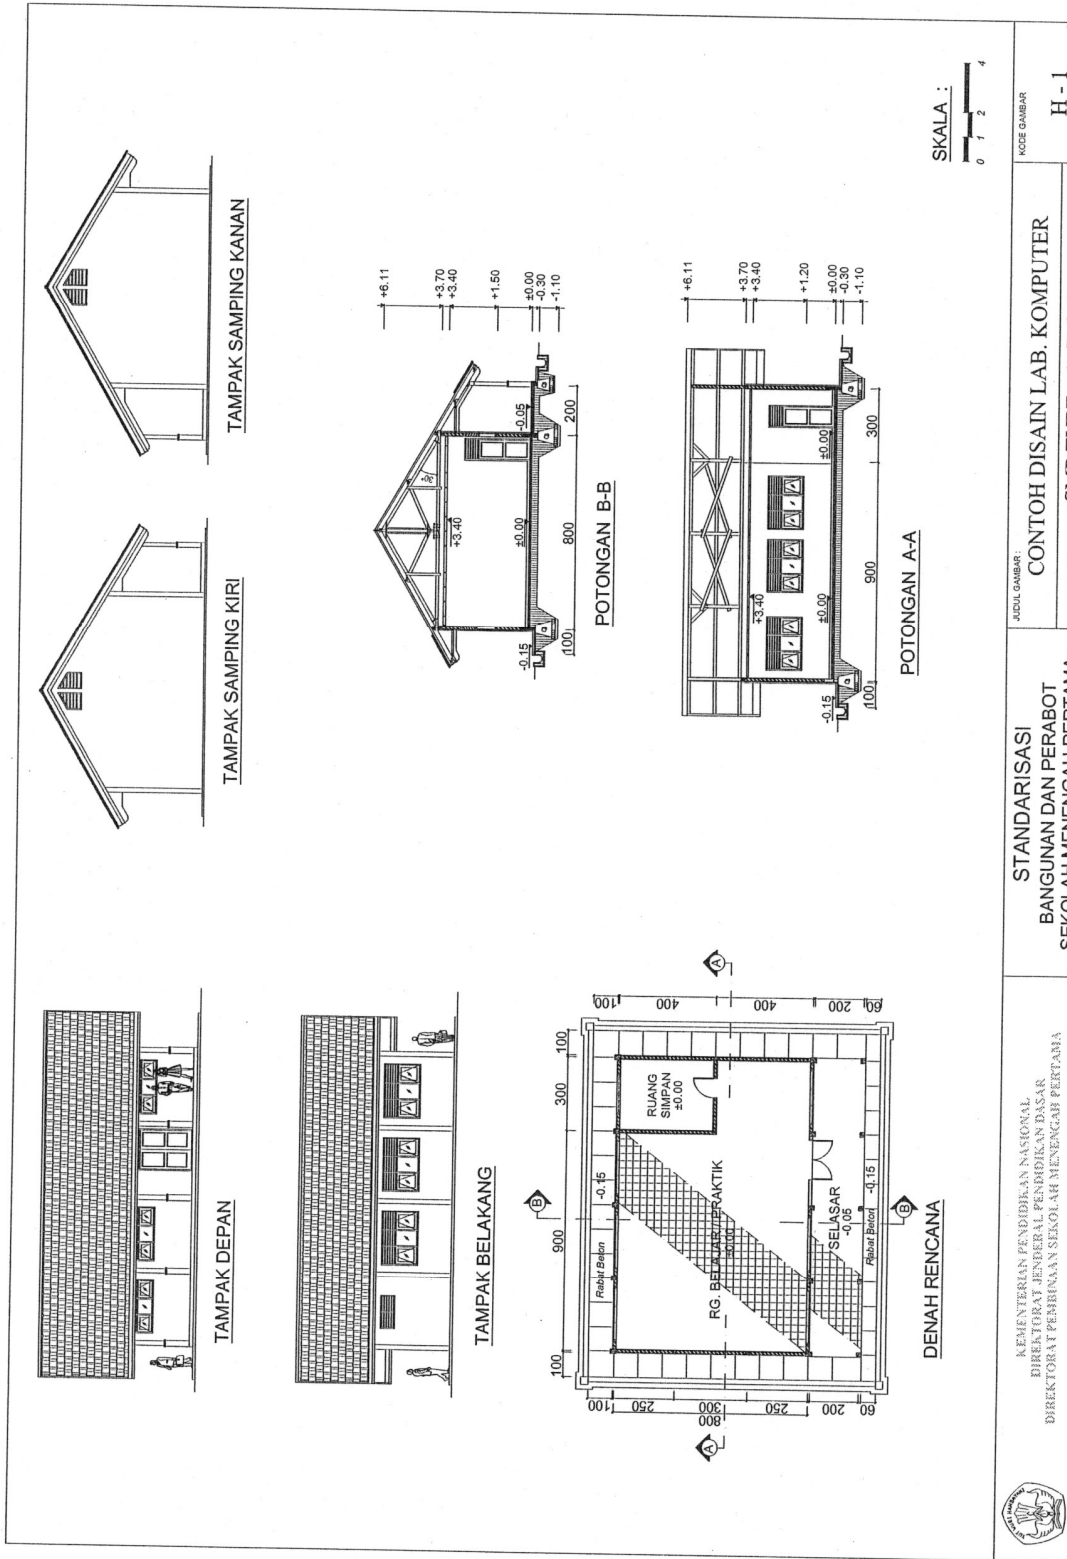 TAMPAK DEPAN
TAMPAK BELAKANG
TAMPAK SAMPING KIRI
TAMPAK SAMPING KANAN
100
900
300
100
100
250
300
250
800
200
60
100
400
400
200
60
Rabat Beton -0.15
RUANG
SIMPAN
±0.00
RG. BELAJAR / PRAKTIK
±0.00
SELASAR
-0.05
Rabat Beton -0.15
A
A
B
B
DENAH RENCANA
+6.11
+3.70
+3.40
+1.50
±0.00
-0.30
-1.10
30°
+3.40
±0.00
-0.15
-0.05
100
800
200
POTONGAN B-B
+6.11
+3.70
+3.40
+1.20
±0.00
-0.30
-1.10
+3.40
±0.00
±0.00
-0.15
100
900
300
POTONGAN A-A
SKALA :
0 1 2 4
KEMENTERIAN PENDIDIKAN NASIONAL
DIREKTORAT JENDERAL PENDIDIKAN DASAR
DIREKTORAT PEMBINAAN SEKOLAH MENENGAH PERTAMA
STANDARISASI
BANGUNAN DAN PERABOT
SEKOLAH MENENGAH PERTAMA
JUDUL GAMBAR :
CONTOH DISAIN LAB. KOMPUTER
KODE GAMBAR
H - 1